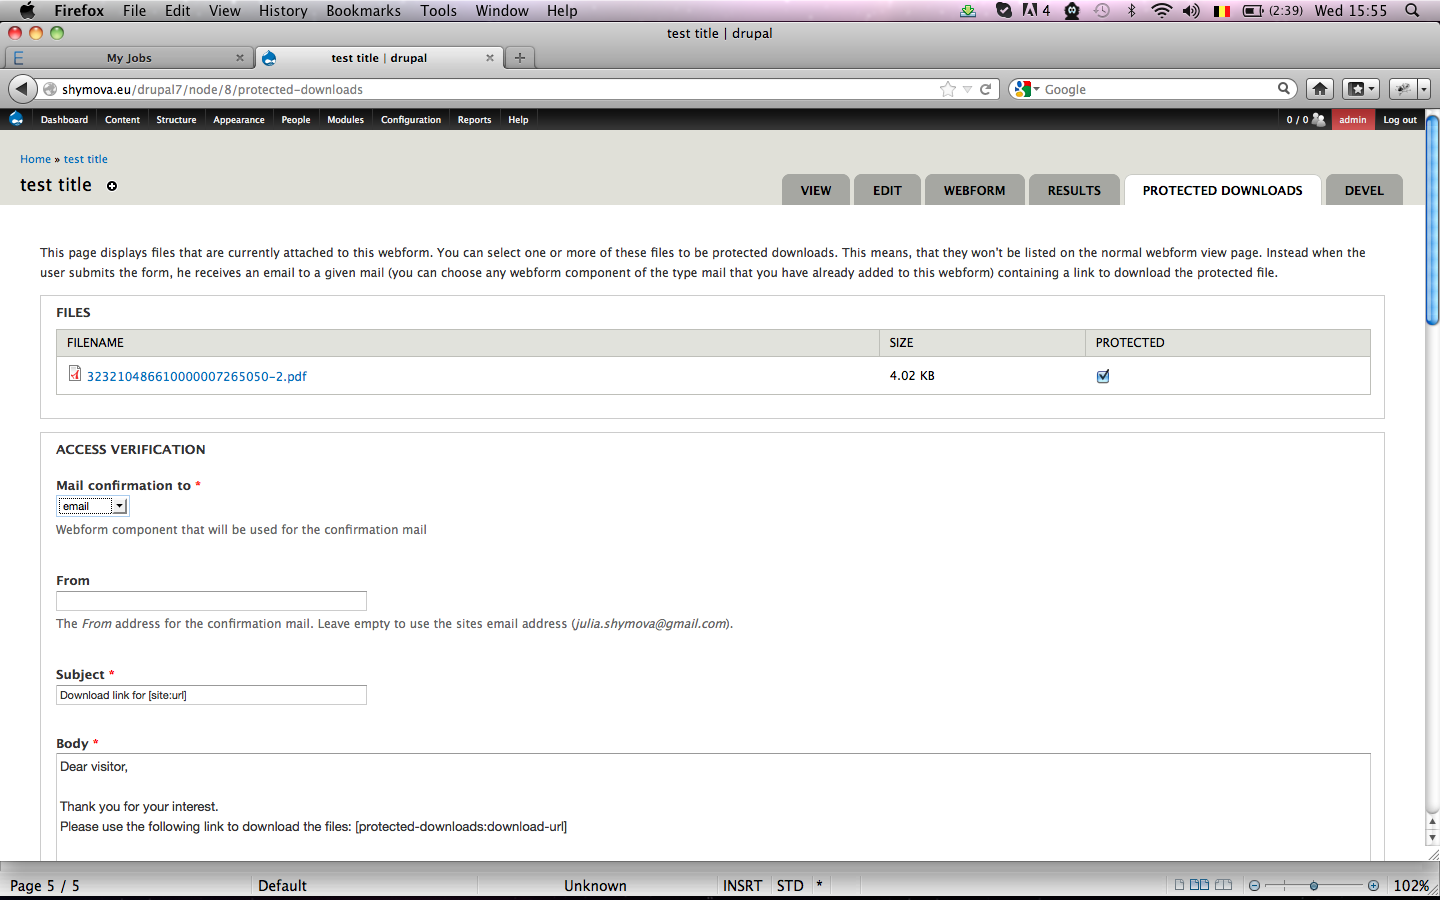 Firefox File Edit View History Bookmarks Tools Window Help 4 (2:39) Wed 15:55
test title | drupal
My Jobs test title | drupal
shymova.eu/drupal7/node/8/protected-downloads Google
Dashboard Content Structure Appearance People Modules Configuration Reports Help 0 / 0 admin Log out
Home » test title
test title
VIEW EDIT WEBFORM RESULTS PROTECTED DOWNLOADS DEVEL
This page displays files that are currently attached to this webform. You can select one or more of these files to be protected downloads. This means, that they won't be listed on the normal webform view page. Instead when the
user submits the form, he receives an email to a given mail (you can choose any webform component of the type mail that you have already added to this webform) containing a link to download the protected file.
FILES
FILENAME SIZE PROTECTED
323210486610000007265050-2.pdf 4.02 KB
ACCESS VERIFICATION
Mail confirmation to *
email
Webform component that will be used for the confirmation mail
From
The From address for the confirmation mail. Leave empty to use the sites email address (julia.shymova@gmail.com).
Subject *
Download link for [site:url]
Body *
Dear visitor,
Thank you for your interest.
Please use the following link to download the files: [protected-downloads:download-url]
Page 5 / 5 Default Unknown INSRT STD * 102%